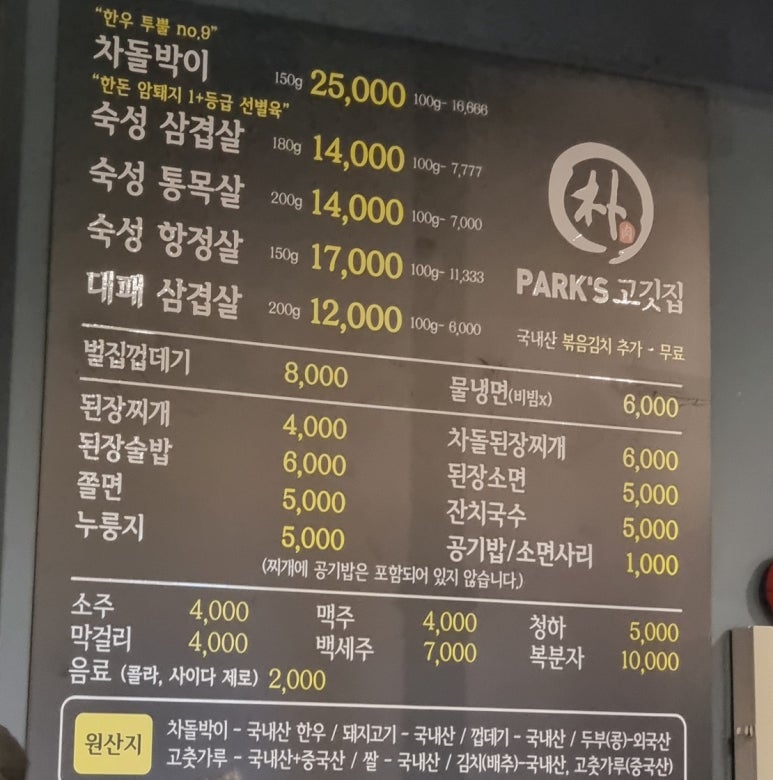 "한우 투뿔 no.9"
차돌박이 150g 25,000 100g- 16,666
"한돈 암퇘지 1+등급 선별육"
숙성 삼겹살 180g 14,000 100g- 7,777
숙성 통목살 200g 14,000 100g- 7,000
숙성 항정살 150g 17,000 100g- 11,333
대패 삼겹살 200g 12,000 100g- 6,000
朴
肉
PARK'S 고깃집
국내산 볶음김치 추가 - 무료
벌집껍데기 8,000
물냉면(비빔x) 6,000
된장찌개 4,000
된장술밥 6,000
쫄면 5,000
누룽지 5,000
차돌된장찌개 6,000
된장소면 5,000
잔치국수 5,000
공기밥/소면사리 1,000
(찌개에 공기밥은 포함되어 있지 않습니다.)
소주 4,000 맥주 4,000 청하 5,000
막걸리 4,000 백세주 7,000 복분자 10,000
음료 (콜라, 사이다 제로) 2,000
원산지
차돌박이 - 국내산 한우 / 돼지고기 - 국내산 / 껍데기 - 국내산 / 두부(콩)-외국산
고춧가루 - 국내산+중국산 / 쌀 - 국내산 / 김치(배추)-국내산, 고춧가루(중국산)